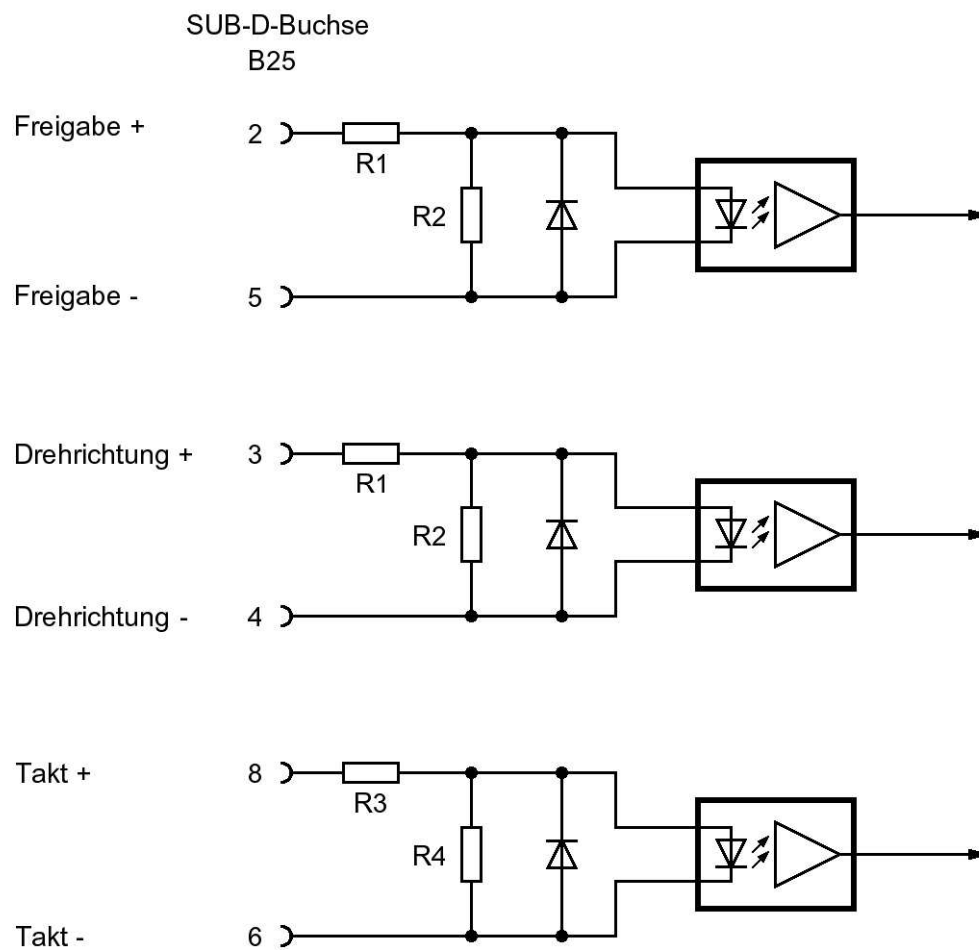 SUB-D-Buchse
B25
Freigabe + 2
R1
R2
Freigabe - 5
Drehrichtung + 3
R1
R2
Drehrichtung - 4
Takt + 8
R3
R4
Takt - 6